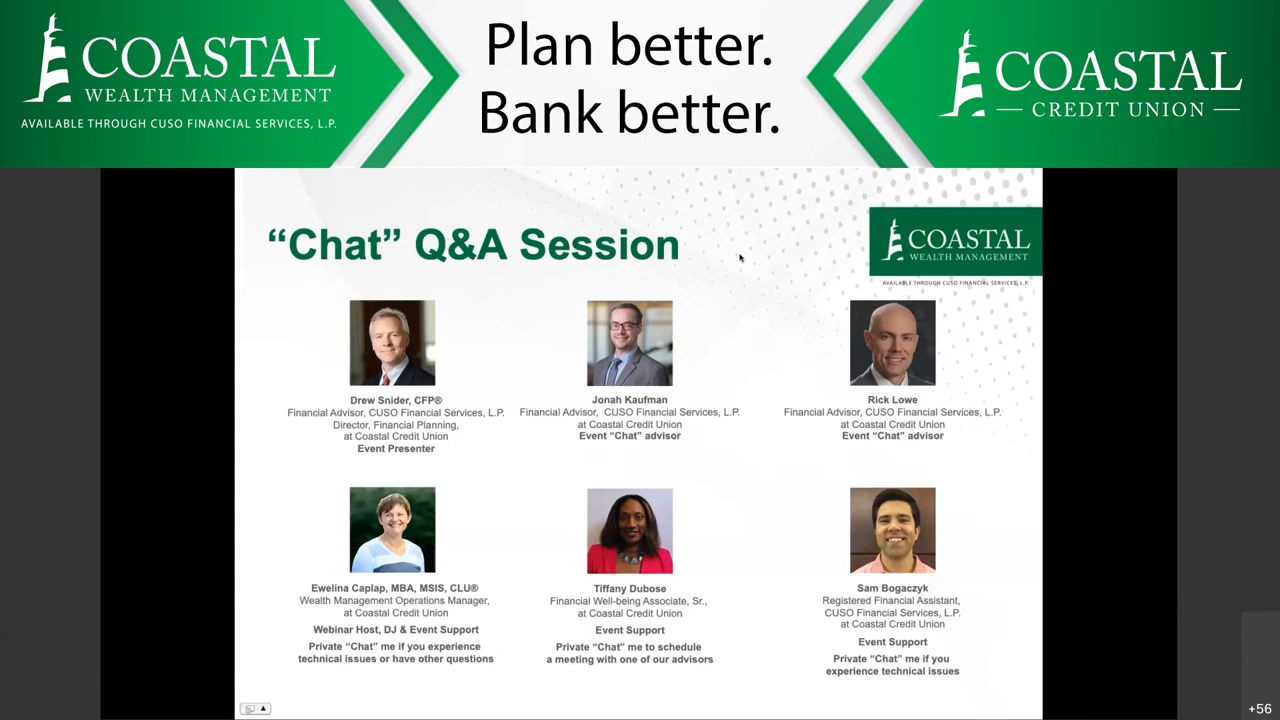 COASTAL
WEALTH MANAGEMENT
AVAILABLE THROUGH CUSO FINANCIAL SERVICES, L.P.
Plan better.
Bank better.
COASTAL
CREDIT UNION
“Chat” Q&A Session
COASTAL
WEALTH MANAGEMENT
AVAILABLE THROUGH CUSO FINANCIAL SERVICES, L.P.
Drew Snider, CFP®
Financial Advisor, CUSO Financial Services, L.P.
Director, Financial Planning,
at Coastal Credit Union
Event Presenter
Jonah Kaufman
Financial Advisor, CUSO Financial Services, L.P.
at Coastal Credit Union
Event “Chat” advisor
Rick Lowe
Financial Advisor, CUSO Financial Services, L.P.
at Coastal Credit Union
Event “Chat” advisor
Ewelina Caplap, MBA, MSIS, CLU®
Wealth Management Operations Manager,
at Coastal Credit Union
Webinar Host, DJ & Event Support
Private “Chat” me if you experience
technical issues or have other questions
Tiffany Dubose
Financial Well-being Associate, Sr.,
at Coastal Credit Union
Event Support
Private “Chat” me to schedule
a meeting with one of our advisors
Sam Bogaczyk
Registered Financial Assistant,
CUSO Financial Services, L.P.
at Coastal Credit Union
Event Support
Private “Chat” me if you
experience technical issues
+56